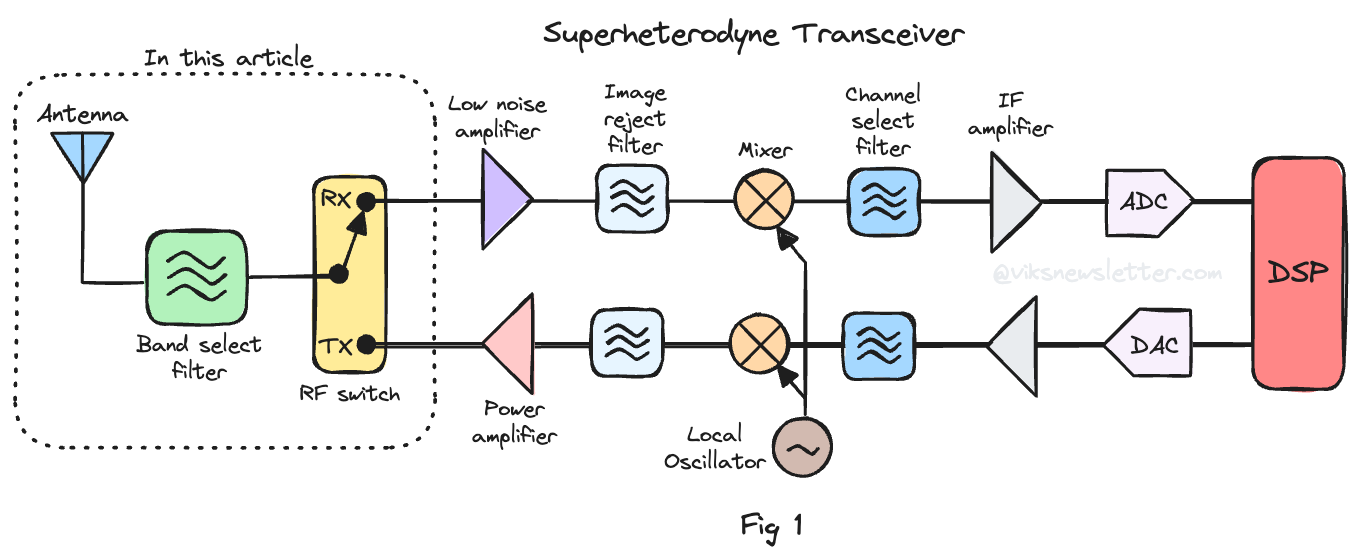 Superheterodyne Transceiver
In this article
Antenna
Low noise
amplifier
Image
reject
filter
Mixer
Channel
select
filter
IF
amplifier
RX
ADC
@viksnewsletter.com
DSP
Band select
filter
TX
RF switch
DAC
Power
amplifier
Local
Oscillator
Fig 1